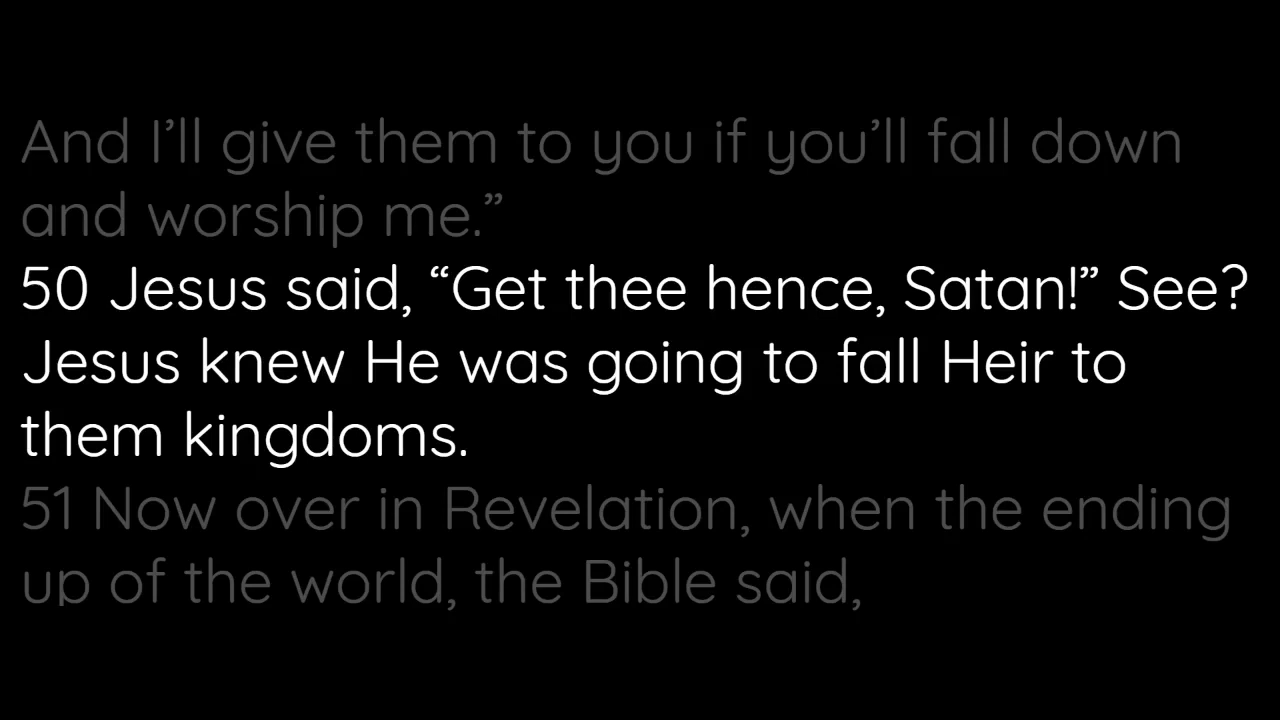 And I’ll give them to you if you’ll fall down
and worship me.”
50 Jesus said, “Get thee hence, Satan!” See?
Jesus knew He was going to fall Heir to
them kingdoms.
51 Now over in Revelation, when the ending
up of the world, the Bible said,